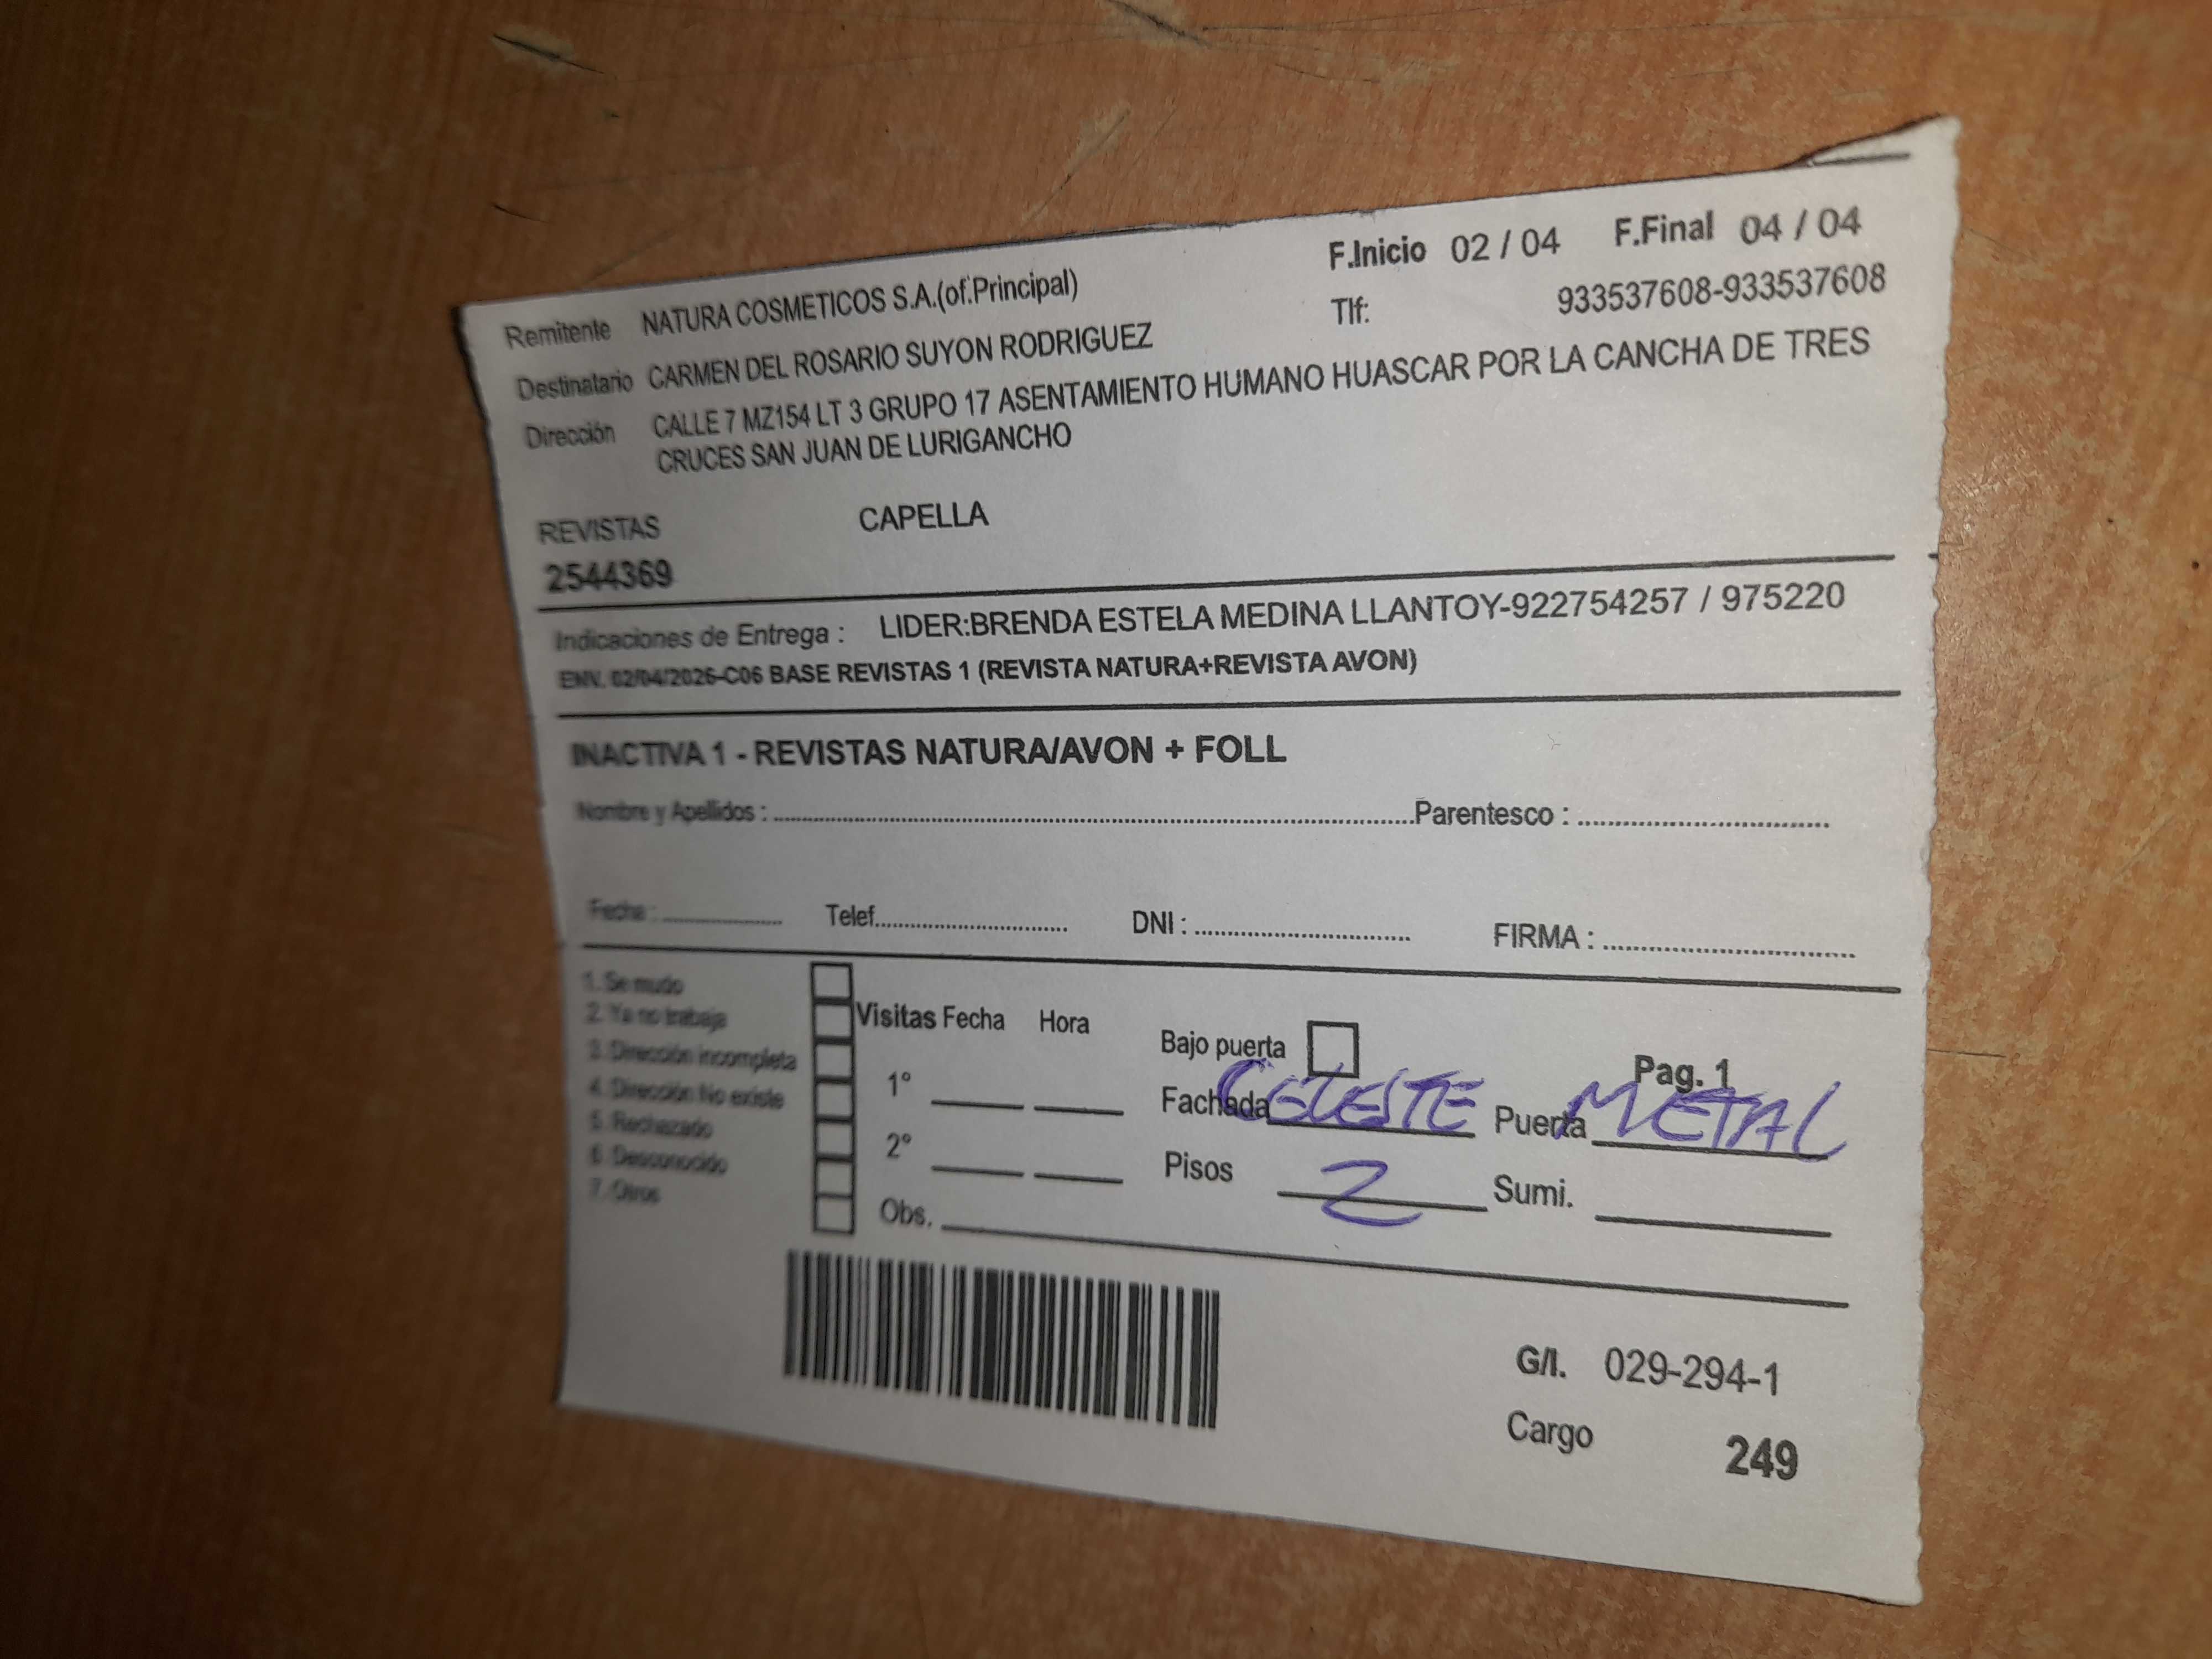 F.Inicio 02 / 04 F.Final 04 / 04
Remitente NATURA COSMETICOS S.A.(of.Principal)
Tlf: 933537608-933537608
Destinatario CARMEN DEL ROSARIO SUYON RODRIGUEZ
Dirección CALLE 7 MZ154 LT 3 GRUPO 17 ASENTAMIENTO HUMANO HUASCAR POR LA CANCHA DE TRES
CRUCES SAN JUAN DE LURIGANCHO
REVISTAS CAPELLA
2544369
Indicaciones de Entrega : LIDER:BRENDA ESTELA MEDINA LLANTOY-922754257 / 975220
ENV. 02/04/2026-C06 BASE REVISTAS 1 (REVISTA NATURA+REVISTA AVON)
INACTIVA 1 - REVISTAS NATURA/AVON + FOLL
Nombre y Apellidos : Parentesco :
Fecha : Telef. DNI : FIRMA :
1. Se mudo
2. Ya no trabaja
3. Dirección incompleta
4. Dirección No existe
5. Rechazado
6. Desconocido
7. Otros
Visitas Fecha Hora
1°
2°
Obs.
Bajo puerta Pag. 1
Fachada CELESTE Puerta METAL
Pisos 2 Sumi.
G/I. 029-294-1
Cargo 249